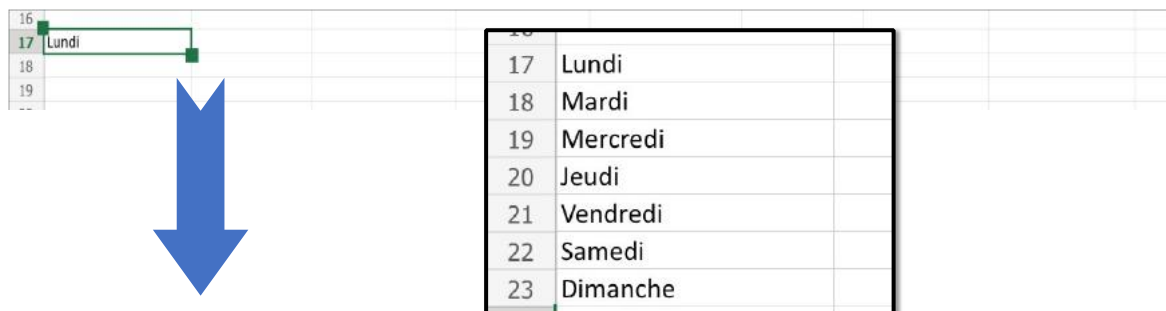 16
17 Lundi
18
19
17 Lundi
18 Mardi
19 Mercredi
20 Jeudi
21 Vendredi
22 Samedi
23 Dimanche